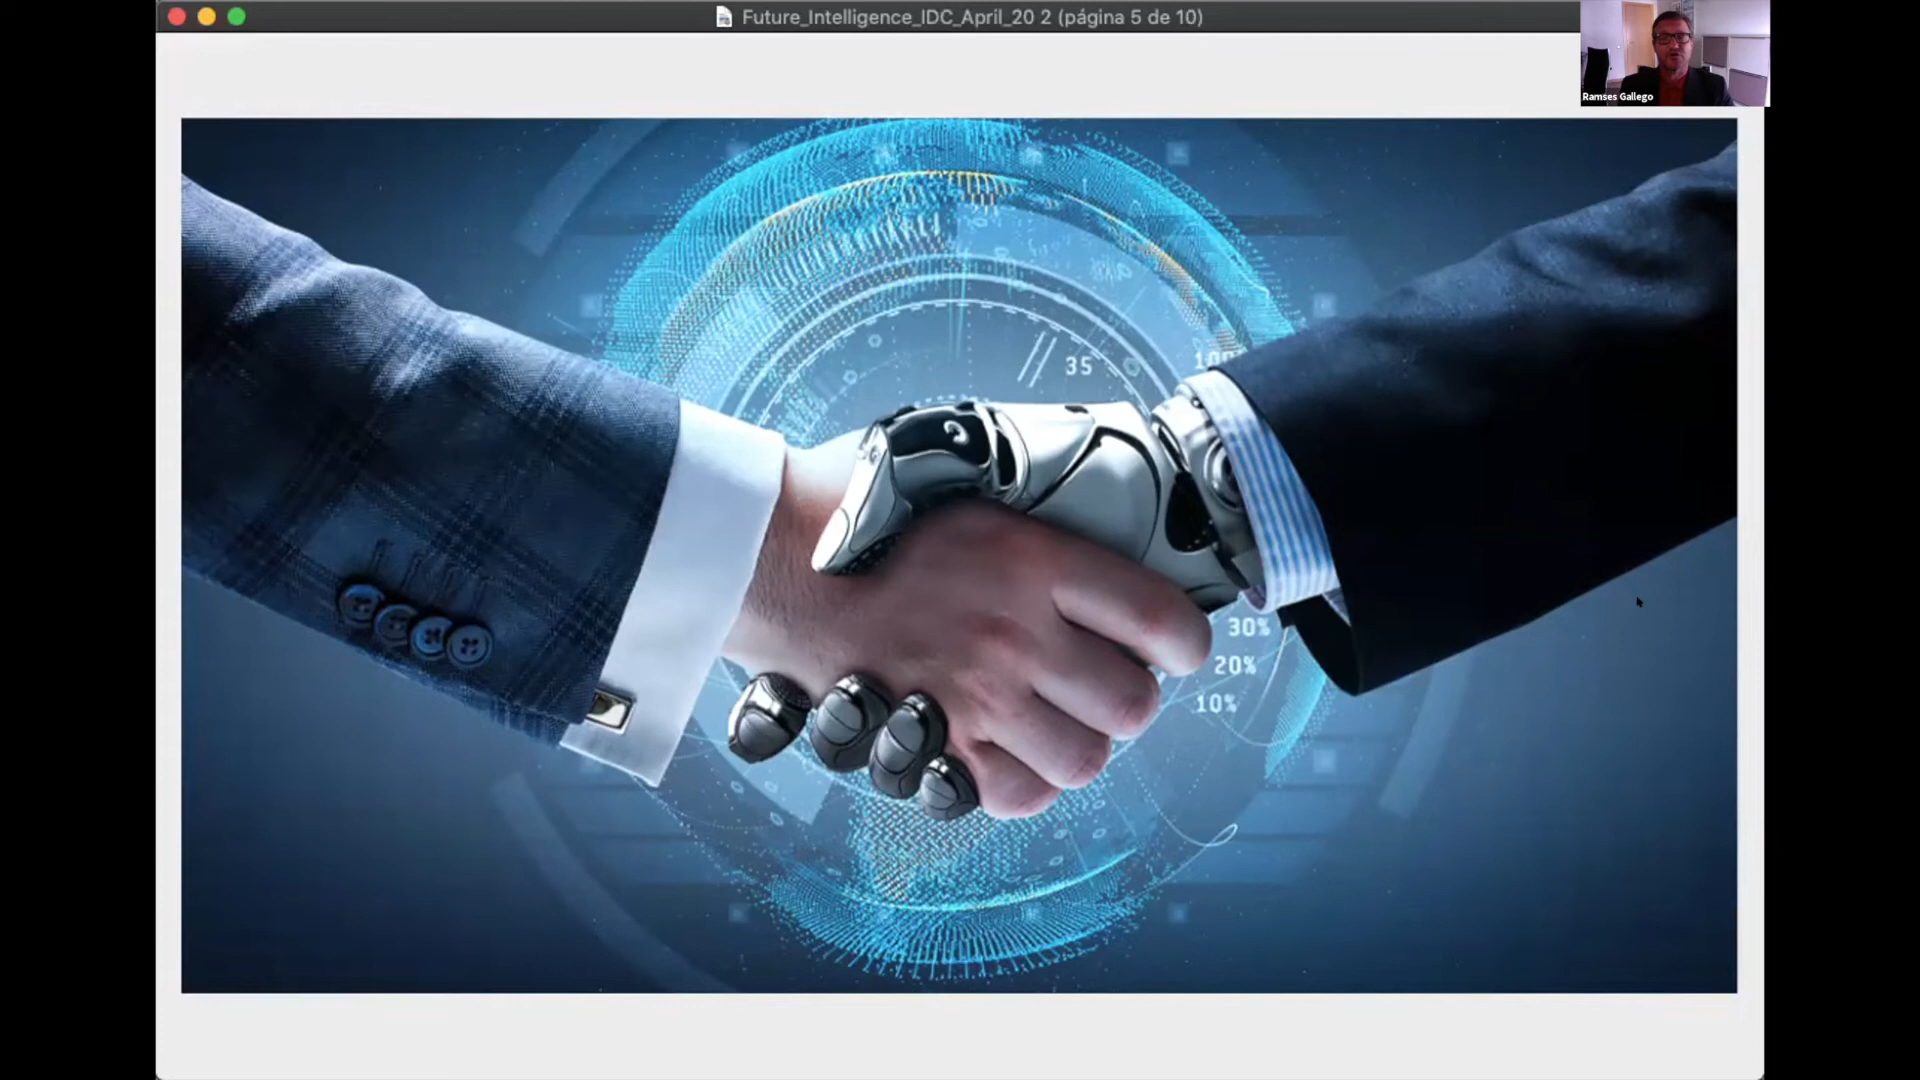 Future_Intelligence_IDC_April_20 2 (página 5 de 10)
Ramses Gallego
35
30%
20%
10%